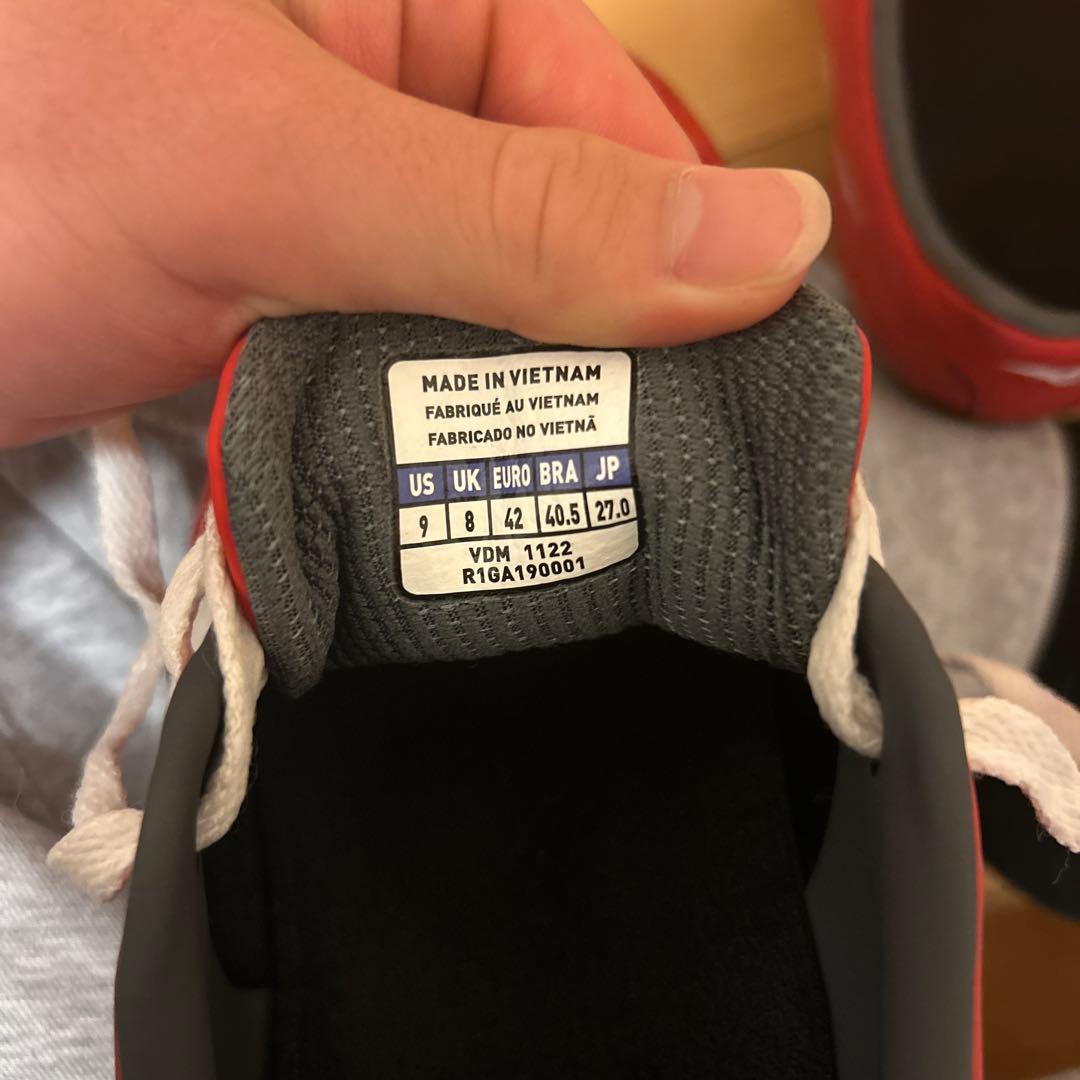 MADE IN VIETNAM
FABRIQUÉ AU VIETNAM
FABRICADO NO VIETNÃ
US UK EURO BRA JP
9 8 42 40.5 27.0
VDM 1122
R1GA190001